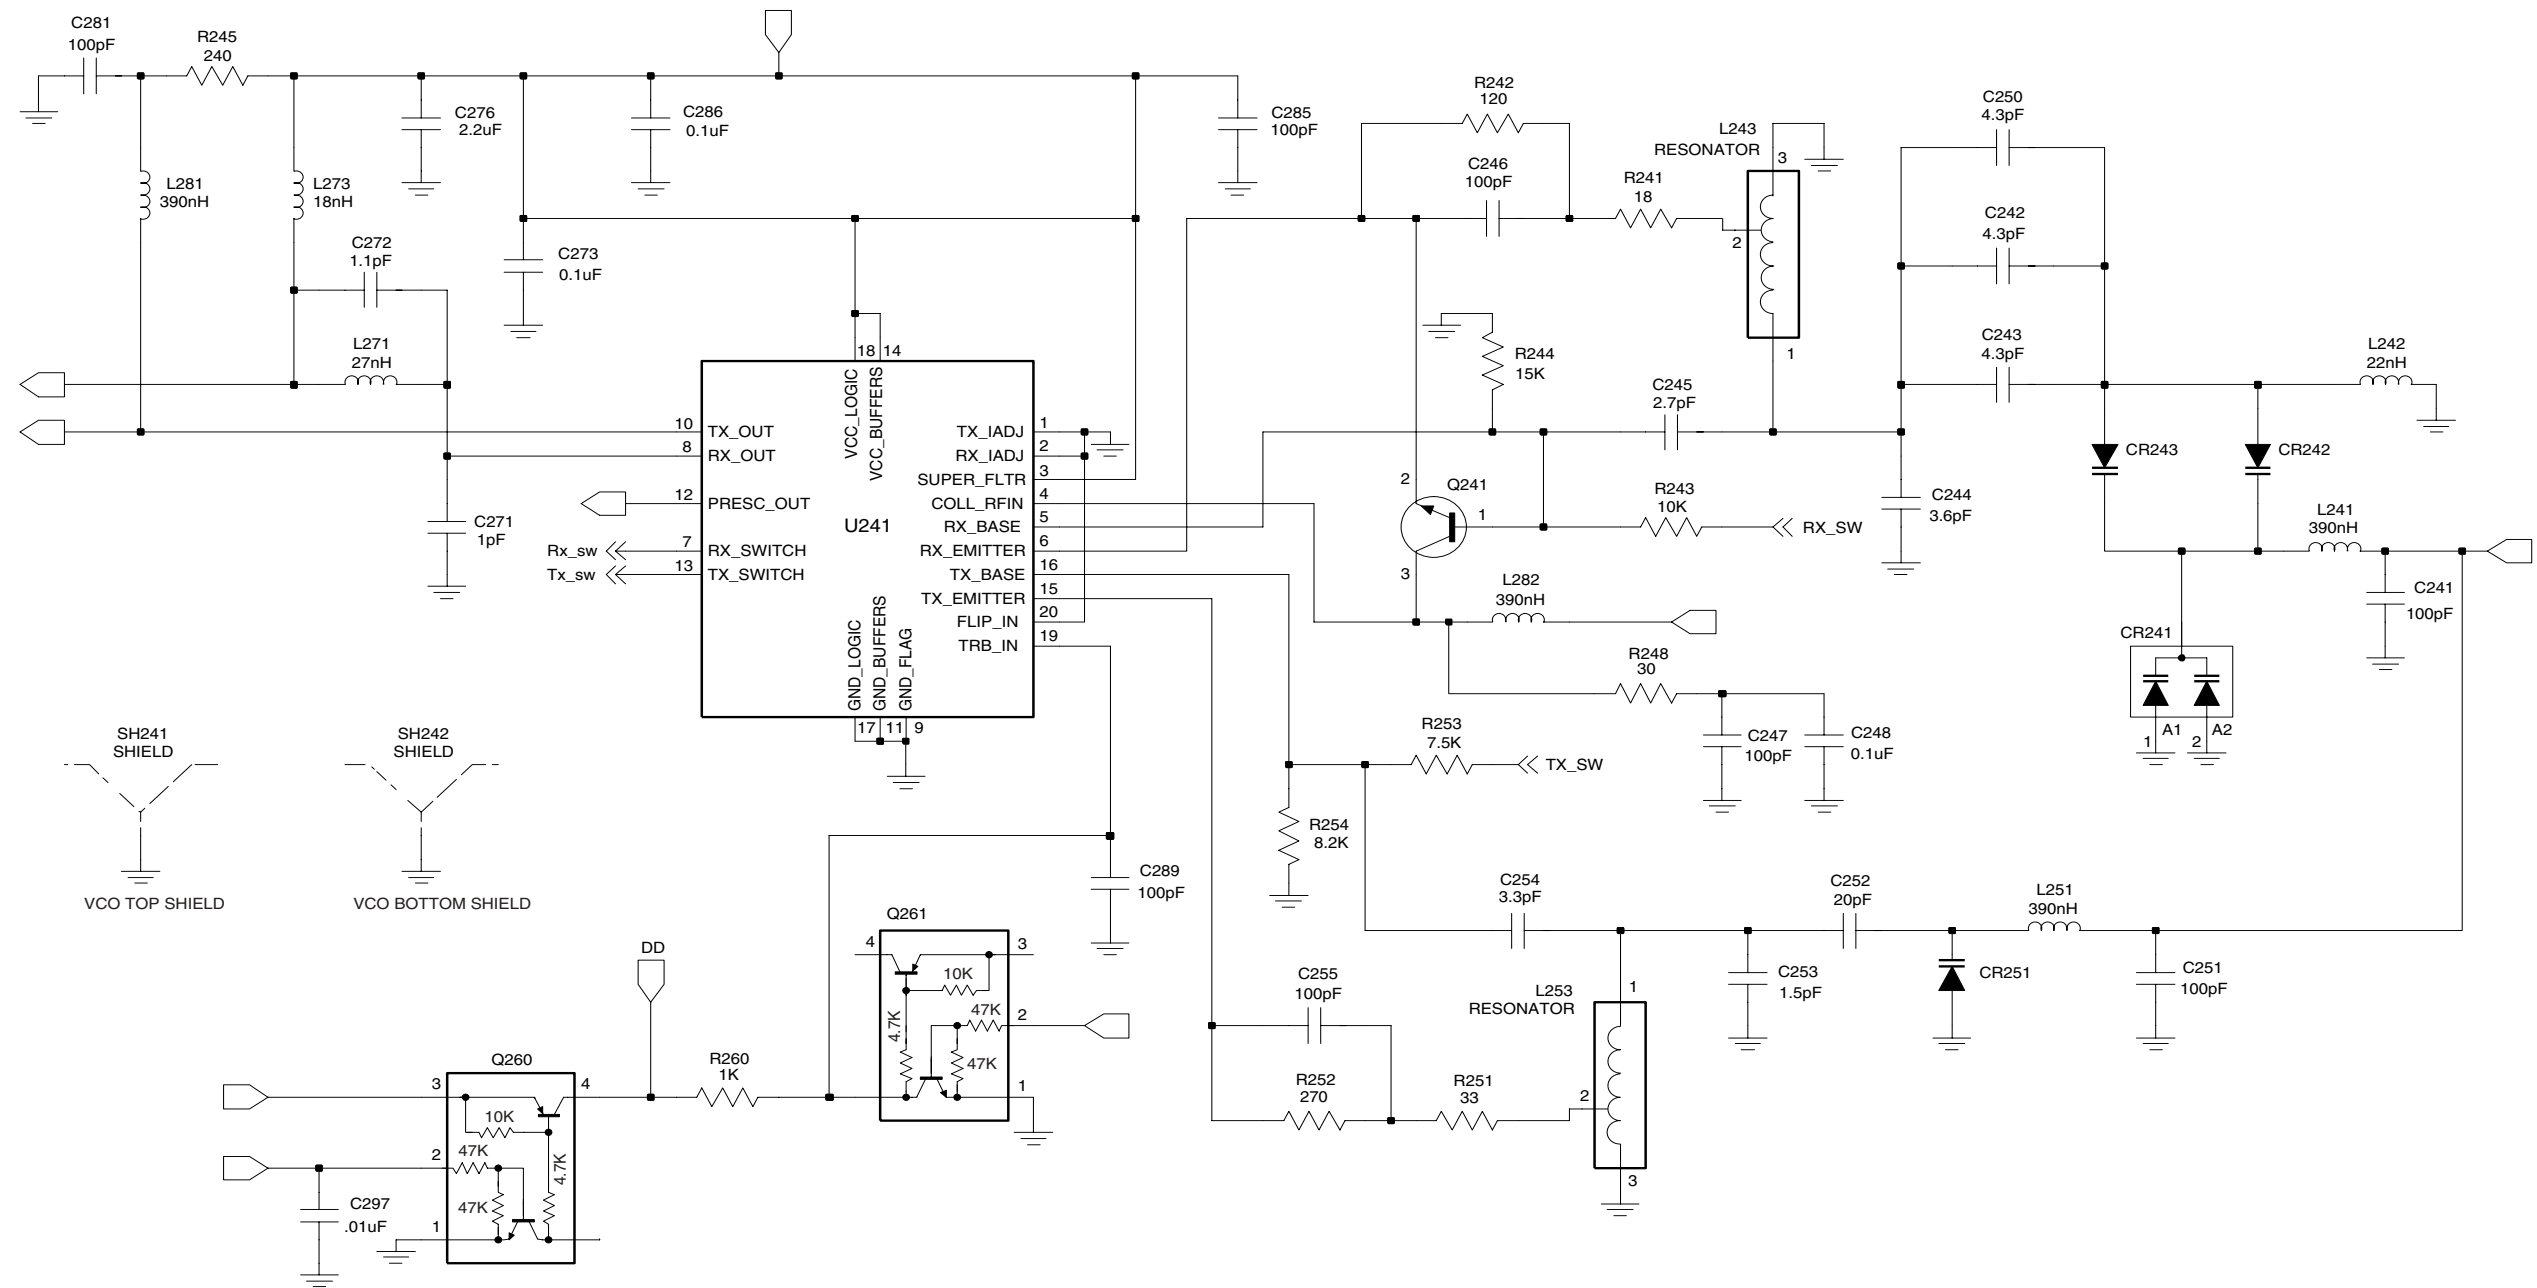 C281
100pF
R245
240
C276
2.2uF
C286
0.1uF
C285
100pF
R242
120
L243
RESONATOR
3
2
1
C246
100pF
R241
18
C250
4.3pF
C242
4.3pF
C243
4.3pF
L242
22nH
L281
390nH
L273
18nH
C272
1.1pF
C273
0.1uF
L271
27nH
R244
15K
C245
2.7pF
CR243
CR242
18
14
VCC_LOGIC
VCC_BUFFERS
10
TX_OUT
8
RX_OUT
12
PRESC_OUT
7
RX_SWITCH
13
TX_SWITCH
Rx_sw
Tx_sw
U241
TX_IADJ
1
RX_IADJ
2
SUPER_FLTR
3
COLL_RFIN
4
RX_BASE
5
RX_EMITTER
6
TX_BASE
16
TX_EMITTER
15
FLIP_IN
20
TRB_IN
19
GND_LOGIC
GND_BUFFERS
GND_FLAG
17
11
9
C271
1pF
2
Q241
1
3
R243
10K
RX_SW
C244
3.6pF
L241
390nH
C241
100pF
L282
390nH
CR241
A1
A2
1
2
R248
30
C247
100pF
C248
0.1uF
R253
7.5K
TX_SW
R254
8.2K
SH241
SHIELD
VCO TOP SHIELD
SH242
SHIELD
VCO BOTTOM SHIELD
C289
100pF
C254
3.3pF
C252
20pF
L251
390nH
C253
1.5pF
CR251
C251
100pF
Q261
4
3
10K
4.7K
47K
2
47K
1
DD
C255
100pF
L253
RESONATOR
1
2
3
R252
270
R251
33
Q260
3
4
10K
47K
2
4.7K
47K
1
R260
1K
C297
.01uF